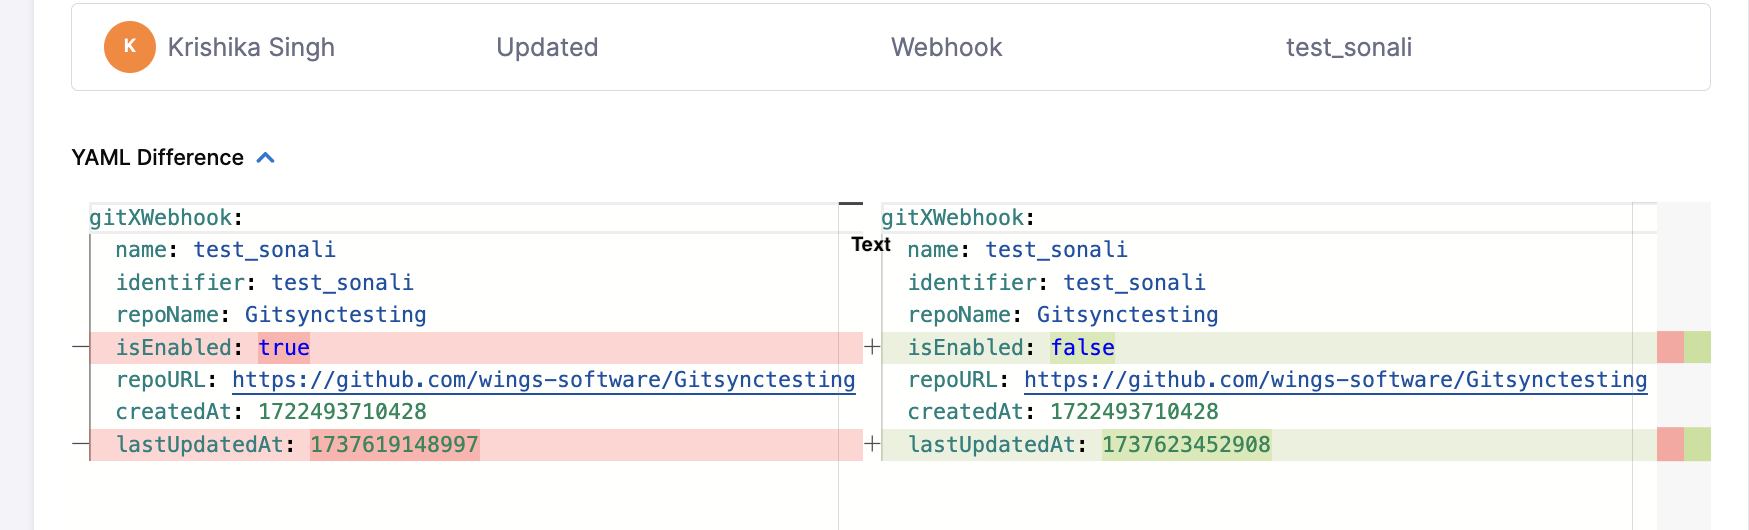 K Krishika Singh Updated Webhook test_sonali
YAML Difference
gitXWebhook:
name: test_sonali
identifier: test_sonali
repoName: Gitsynctesting
isEnabled: true
repoURL: https://github.com/wings-software/Gitsynctesting
createdAt: 1722493710428
lastUpdatedAt: 1737619148997
Text
gitXWebhook:
name: test_sonali
identifier: test_sonali
repoName: Gitsynctesting
isEnabled: false
repoURL: https://github.com/wings-software/Gitsynctesting
createdAt: 1722493710428
lastUpdatedAt: 1737623452908